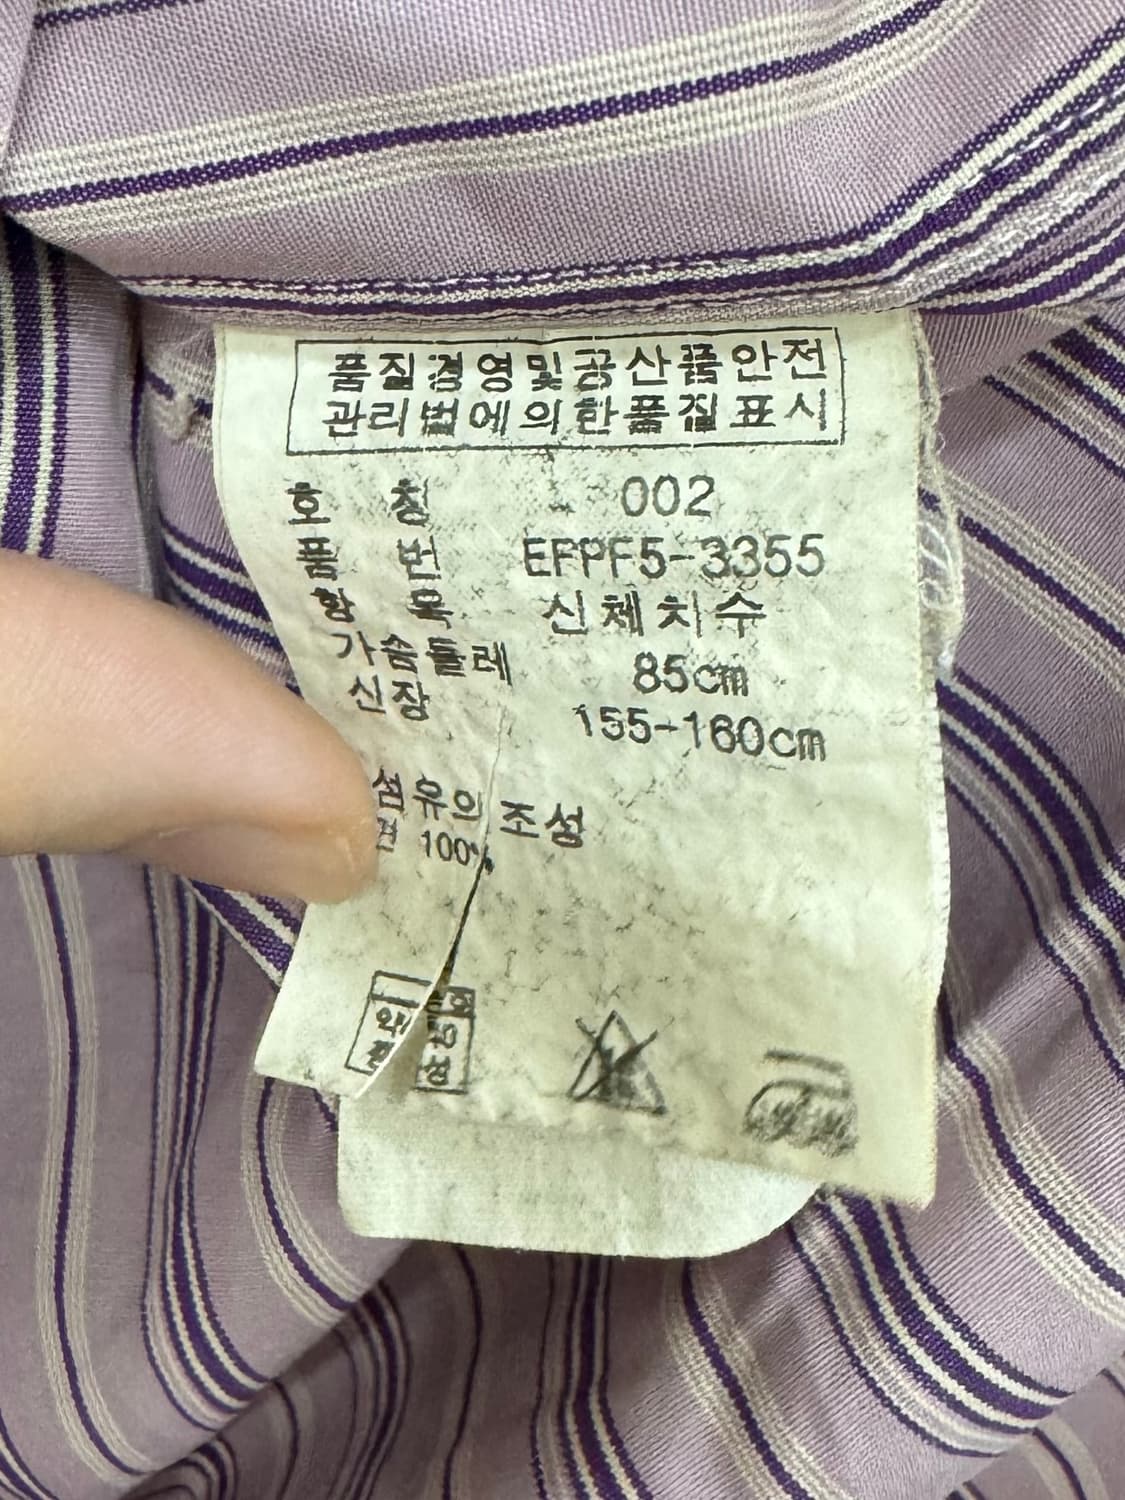 품질경영및공산품안전
관리법에의한품질표시
호 칭 002
품 번 EFPF5-3355
항 목 신체치수
가슴둘레 85cm
신장 155-160cm
섬유의 조성
면 100%